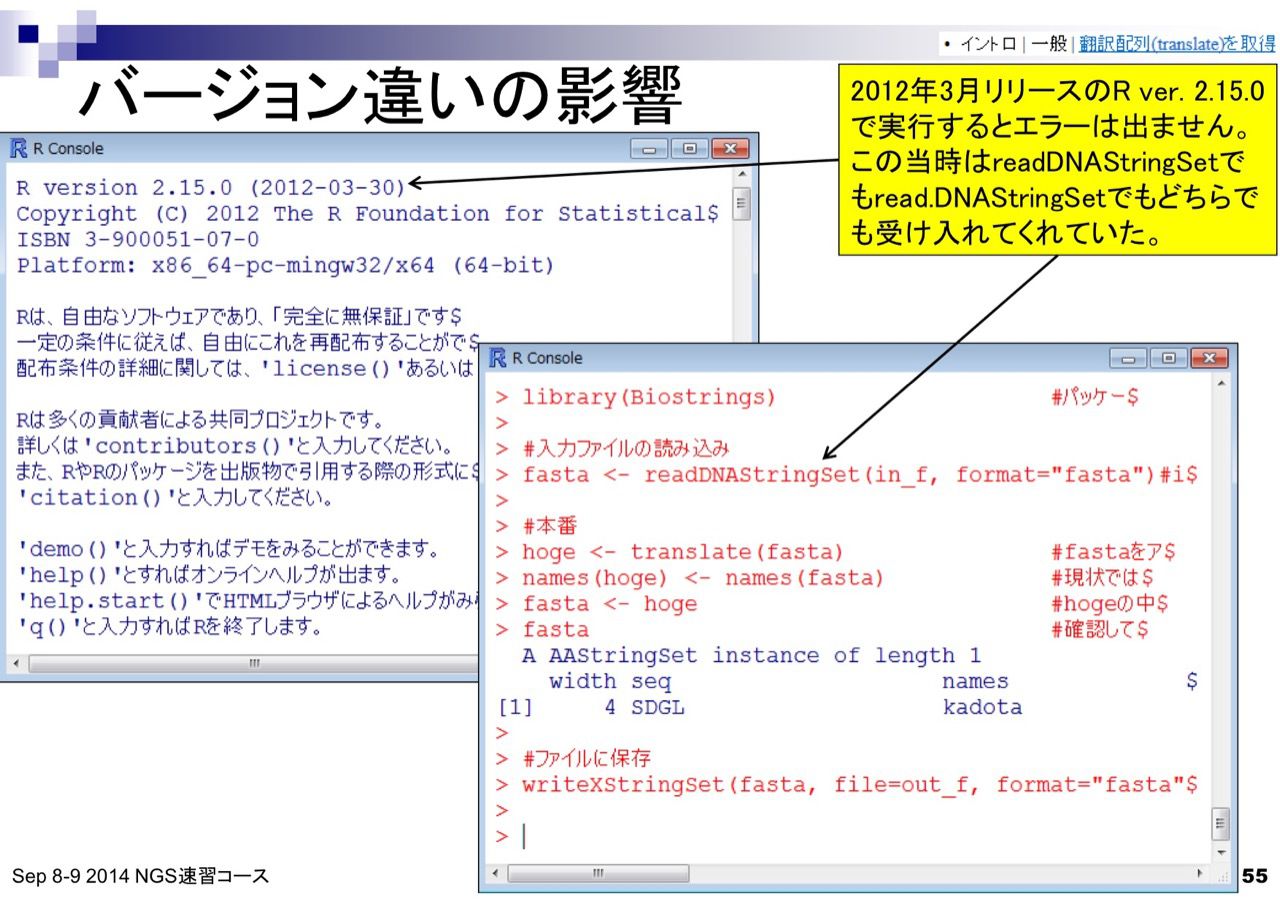 • イントロ | 一般 | 翻訳配列(translate)を取得
バージョン違いの影響
2012年3月リリースのR ver. 2.15.0
で実行するとエラーは出ません。
この当時はreadDNAStringSetで
もread.DNAStringSetでもどちらで
も受け入れてくれていた。
R Console
R version 2.15.0 (2012-03-30)
Copyright (C) 2012 The R Foundation for Statistical$
ISBN 3-900051-07-0
Platform: x86_64-pc-mingw32/x64 (64-bit)
Rは、自由なソフトウェアであり、「完全に無保証」です$
一定の条件に従えば、自由にこれを再配布することがで$
配布条件の詳細に関しては、'license()'あるいは
Rは多くの貢献者による共同プロジェクトです。
詳しくは'contributors()'と入力してください。
また、RやRのパッケージを出版物で引用する際の形式に$
'citation()'と入力してください。
'demo()'と入力すればデモをみることができます。
'help()'とすればオンラインヘルプが出ます。
'help.start()'でHTMLブラウザによるヘルプがみ
'q()'と入力すればRを終了します。
R Console
> library(Biostrings) #パッケー$
>
> #入力ファイルの読み込み
> fasta <- readDNAStringSet(in_f, format="fasta")#i$
>
> #本番
> hoge <- translate(fasta) #fastaをア$
> names(hoge) <- names(fasta) #現状では$
> fasta <- hoge #hogeの中$
> fasta #確認して$
A AAStringSet instance of length 1
width seq names $
[1] 4 SDGL kadota
>
> #ファイルに保存
> writeXStringSet(fasta, file=out_f, format="fasta"$
>
>
Sep 8-9 2014 NGS速習コース
55